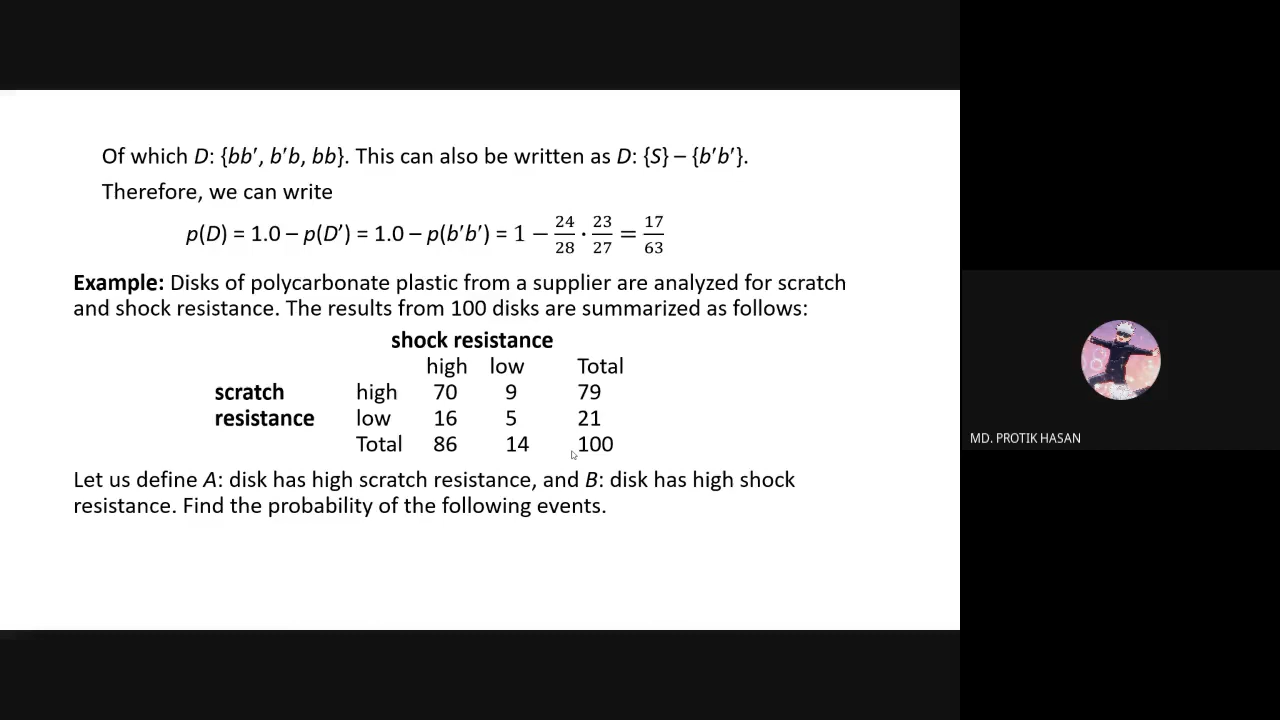 Of which D: {bb′, b′b, bb}. This can also be written as D: {S} – {b′b′}.
Therefore, we can write
p(D) = 1.0 – p(D′) = 1.0 – p(b′b′) = 1 − 24/28 · 23/27 = 17/63
Example: Disks of polycarbonate plastic from a supplier are analyzed for scratch
and shock resistance. The results from 100 disks are summarized as follows:
shock resistance
high low Total
scratch high 70 9 79
resistance low 16 5 21
Total 86 14 100
Let us define A: disk has high scratch resistance, and B: disk has high shock
resistance. Find the probability of the following events.
MD. PROTIK HASAN